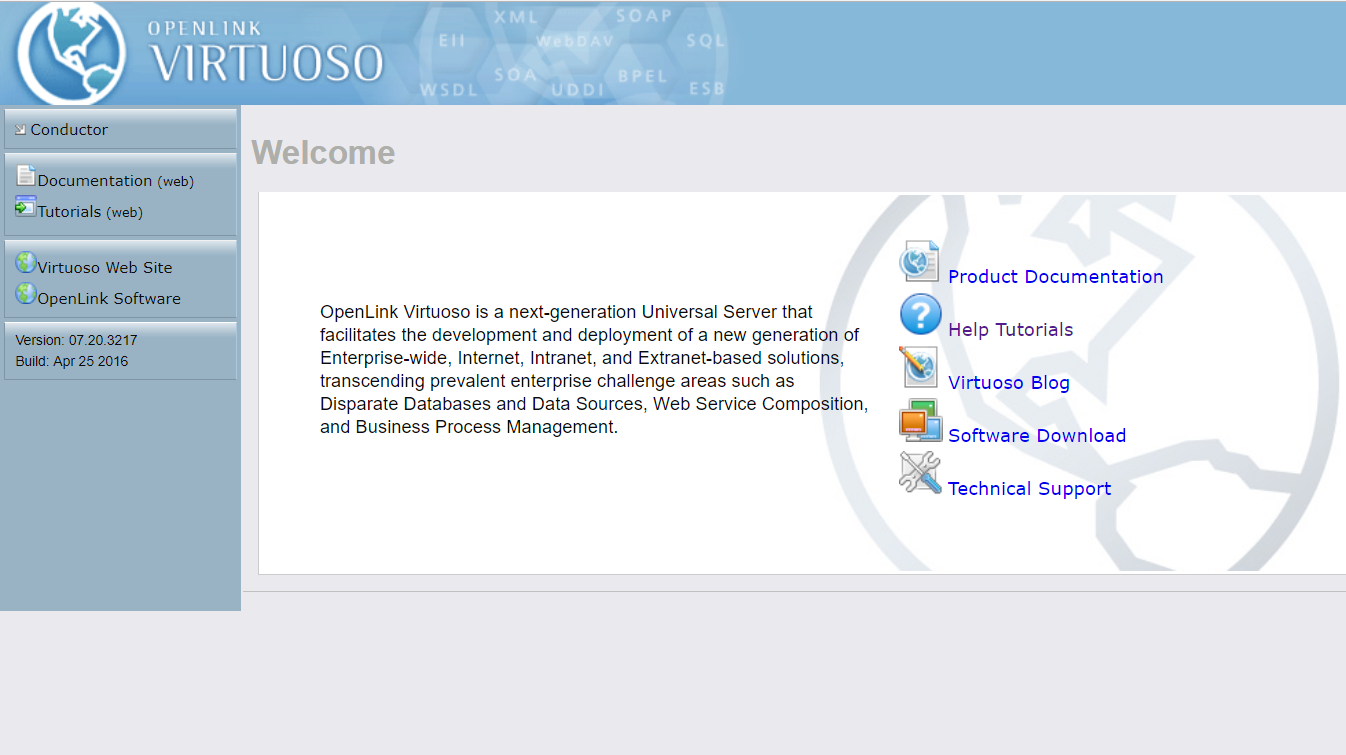 OPENLINK
VIRTUOSO
XML SOAP
EII WebDAV SQL
SOA BPEL
WSDL UDDI ESB
Conductor
Documentation (web)
Tutorials (web)
Virtuoso Web Site
OpenLink Software
Version: 07.20.3217
Build: Apr 25 2016
Welcome
OpenLink Virtuoso is a next-generation Universal Server that
facilitates the development and deployment of a new generation of
Enterprise-wide, Internet, Intranet, and Extranet-based solutions,
transcending prevalent enterprise challenge areas such as
Disparate Databases and Data Sources, Web Service Composition,
and Business Process Management.
Product Documentation
Help Tutorials
Virtuoso Blog
Software Download
Technical Support